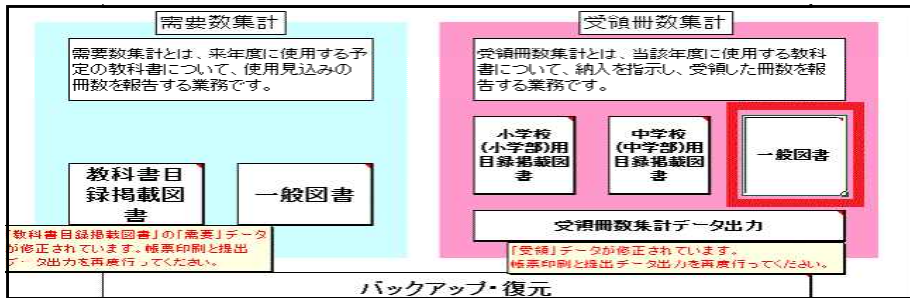 需要数集計
需要数集計とは、来年度に使用する予
定の教科書について、使用見込みの
冊数を報告する業務です。
教科書目
録掲載図
書
一般図書
「教科書目録掲載図書」の「需要」データ
が修正されています。帳票印刷と提出
データ出力を再度行ってください。
受領冊数集計
受領冊数集計とは、当該年度に使用する教科
書について、納入を指示し、受領した冊数を報
告する業務です。
小学校
(小学部)用
目録掲載図
書
中学校
(中学部)用
目録掲載図
書
一般図書
受領冊数集計データ出力
「受領」データが修正されています。
帳票印刷と提出データ出力を再度行ってください。
バックアップ・復元